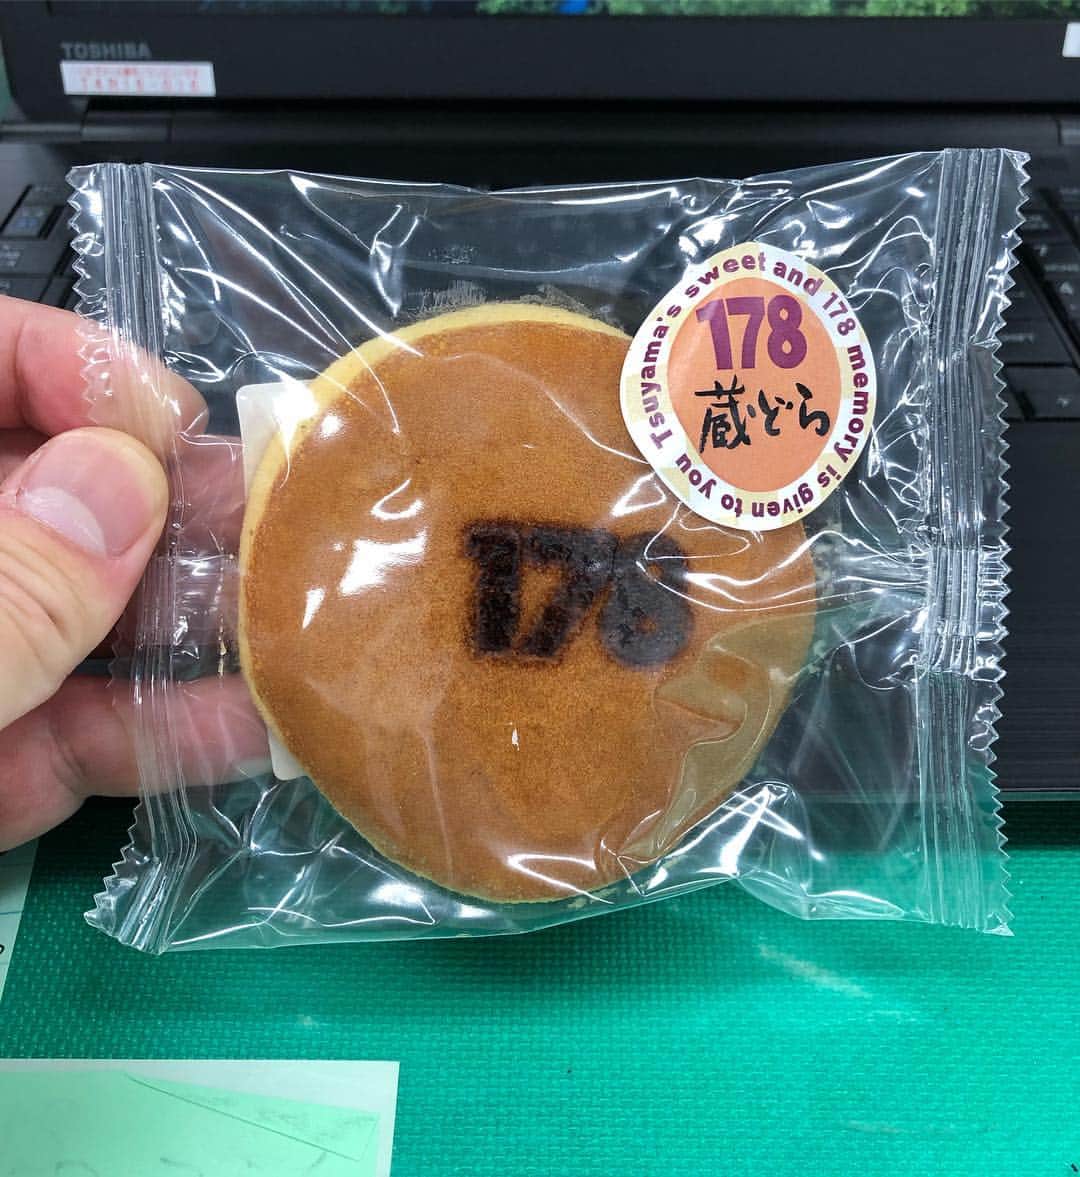 TOSHIBA
Tsuyama's sweet and 178 memory is given to you
178
蔵どら
178